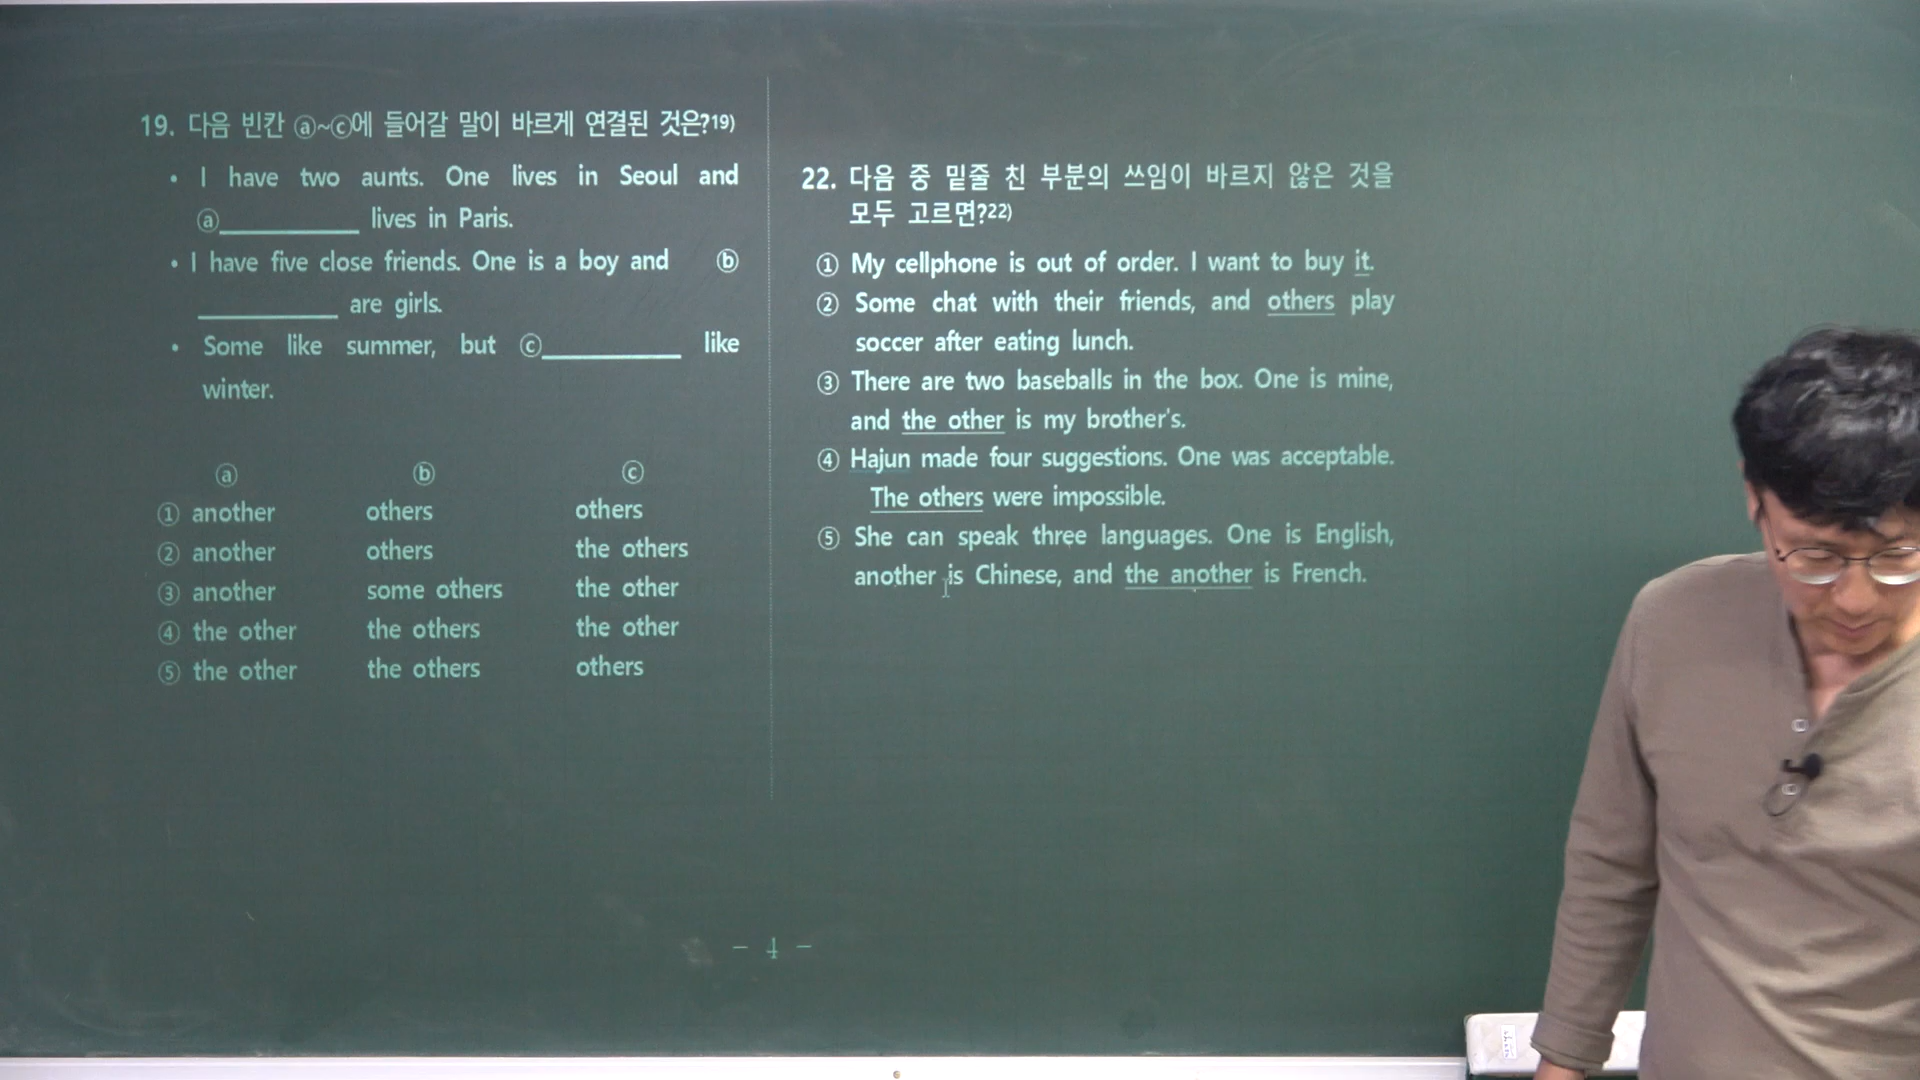 19. 다음 빈칸 ⓐ~ⓒ에 들어갈 말이 바르게 연결된 것은?19)
• I have two aunts. One lives in Seoul and
ⓐ__________ lives in Paris.
• I have five close friends. One is a boy and ⓑ
__________ are girls.
• Some like summer, but ⓒ__________ like
winter.
ⓐ ⓑ ⓒ
① another others others
② another others the others
③ another some others the other
④ the other the others the other
⑤ the other the others others
22. 다음 중 밑줄 친 부분의 쓰임이 바르지 않은 것을
모두 고르면?22)
① My cellphone is out of order. I want to buy it.
② Some chat with their friends, and others play
soccer after eating lunch.
③ There are two baseballs in the box. One is mine,
and the other is my brother's.
④ Hajun made four suggestions. One was acceptable.
The others were impossible.
⑤ She can speak three languages. One is English,
another is Chinese, and the another is French.
- 4 -